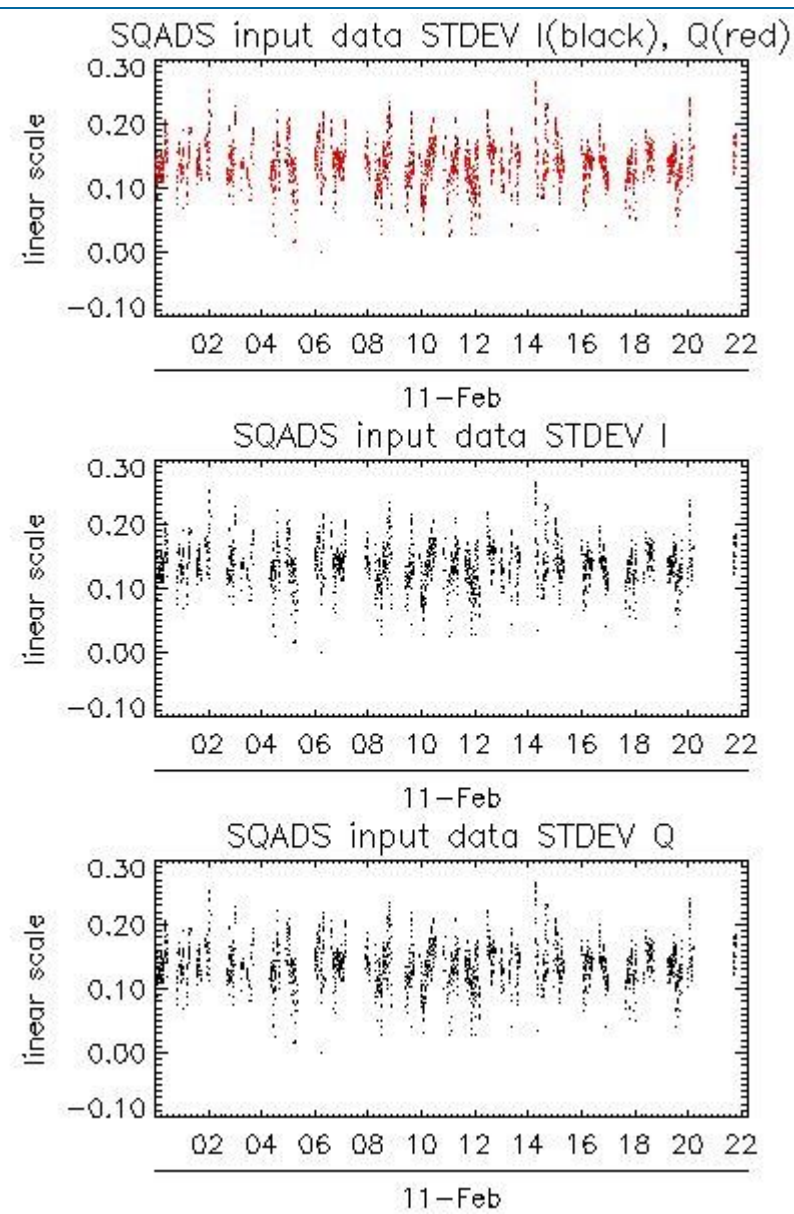 SQADS input data STDEV I(black), Q(red)
0.30
0.20
0.10
0.00
−0.10
linear scale
02 04 06 08 10 12 14 16 18 20 22
11−Feb
SQADS input data STDEV I
0.30
0.20
0.10
0.00
−0.10
linear scale
02 04 06 08 10 12 14 16 18 20 22
11−Feb
SQADS input data STDEV Q
0.30
0.20
0.10
0.00
−0.10
linear scale
02 04 06 08 10 12 14 16 18 20 22
11−Feb